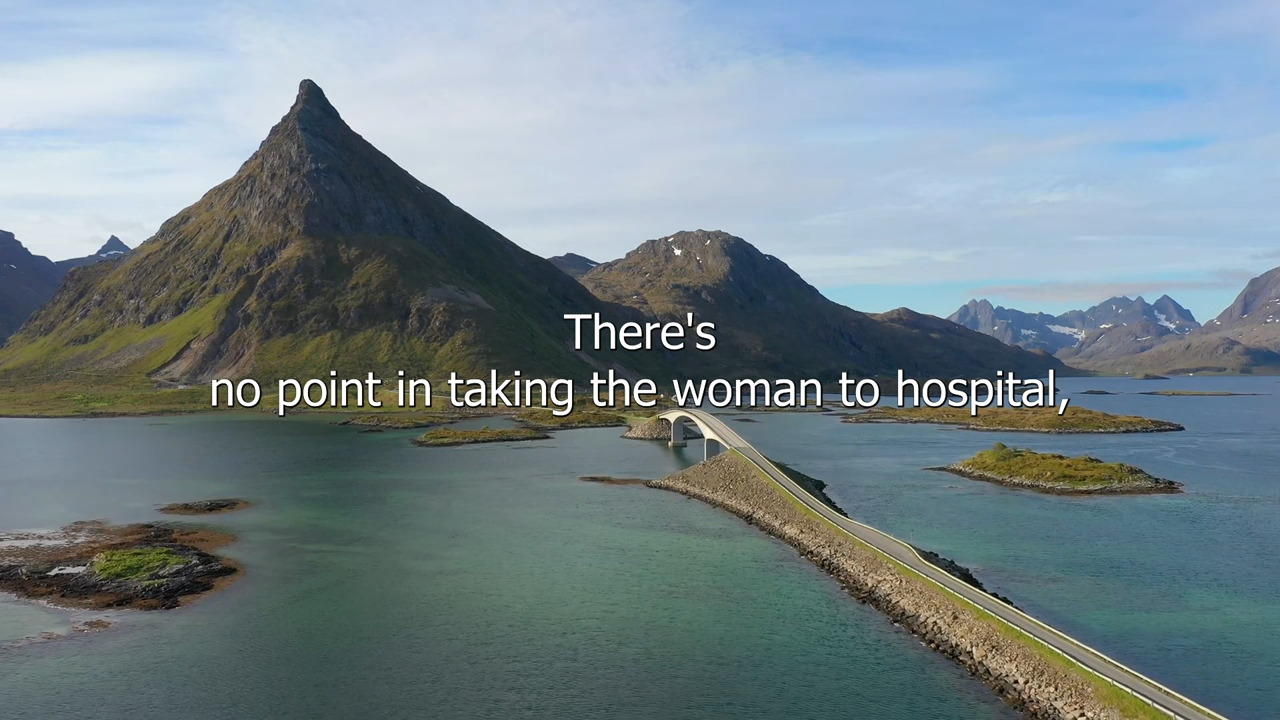 There's
no point in taking the woman to hospital,